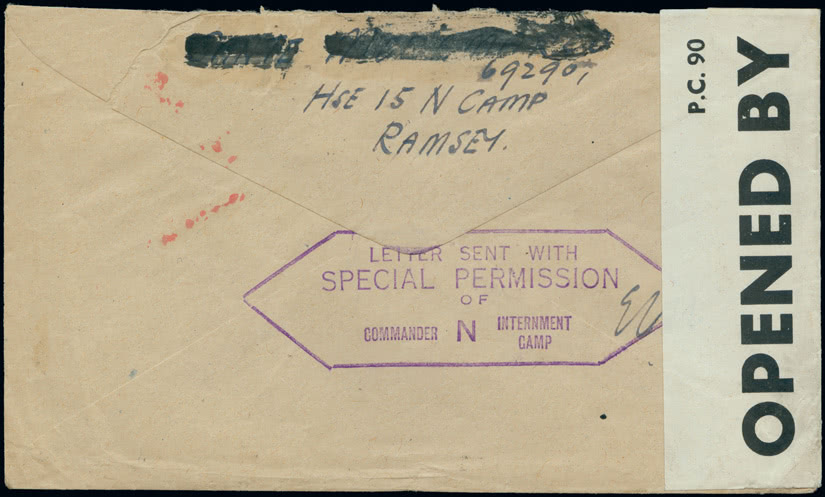 69290,
HSE 15 N CAMP
RAMSEY.
LETTER SENT WITH
SPECIAL PERMISSION
OF
COMMANDER N INTERNMENT
CAMP
P.C. 90
OPENED BY